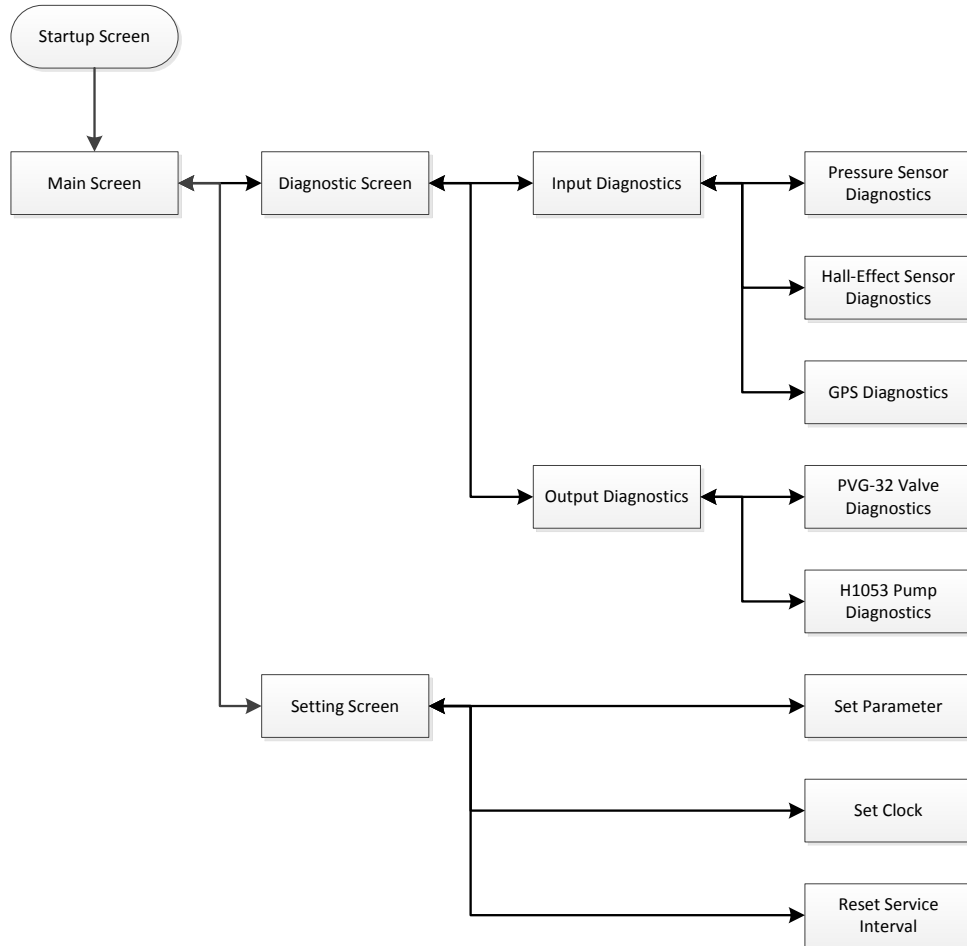 Startup Screen
Main Screen
Diagnostic Screen
Input Diagnostics
Pressure Sensor
Diagnostics
Hall-Effect Sensor
Diagnostics
GPS Diagnostics
Output Diagnostics
PVG-32 Valve
Diagnostics
H1053 Pump
Diagnostics
Setting Screen
Set Parameter
Set Clock
Reset Service
Interval